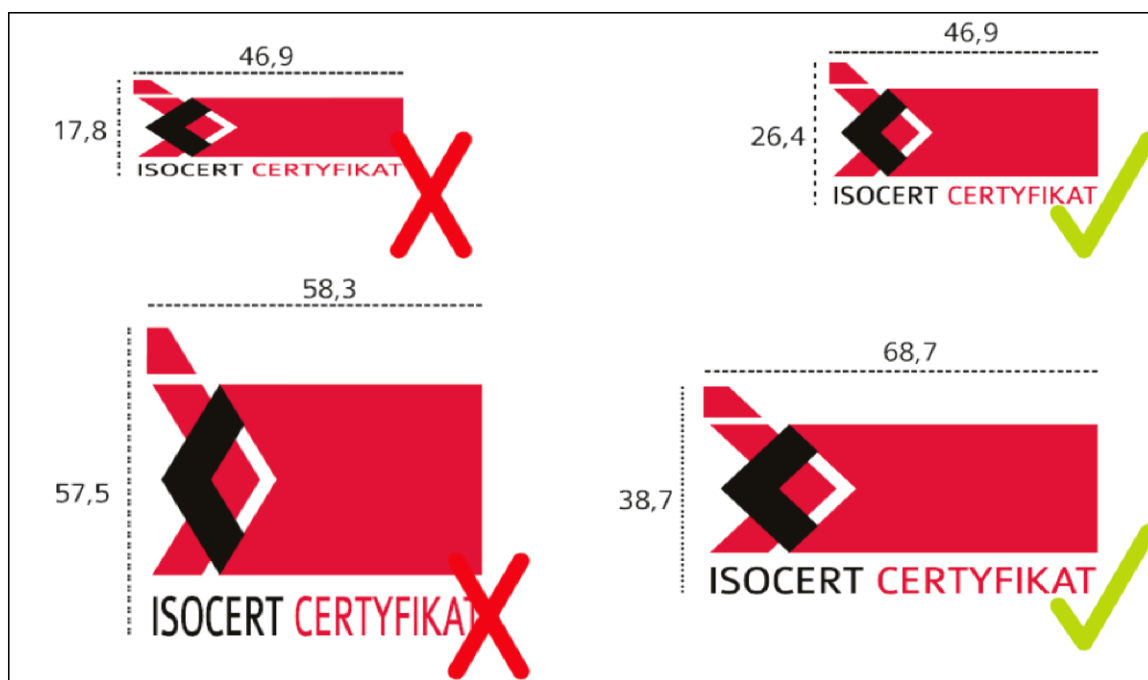 46,9
17,8
ISOCERT CERTYFIKAT
46,9
26,4
ISOCERT CERTYFIKAT
58,3
57,5
ISOCERT CERTYFIKAT
68,7
38,7
ISOCERT CERTYFIKAT